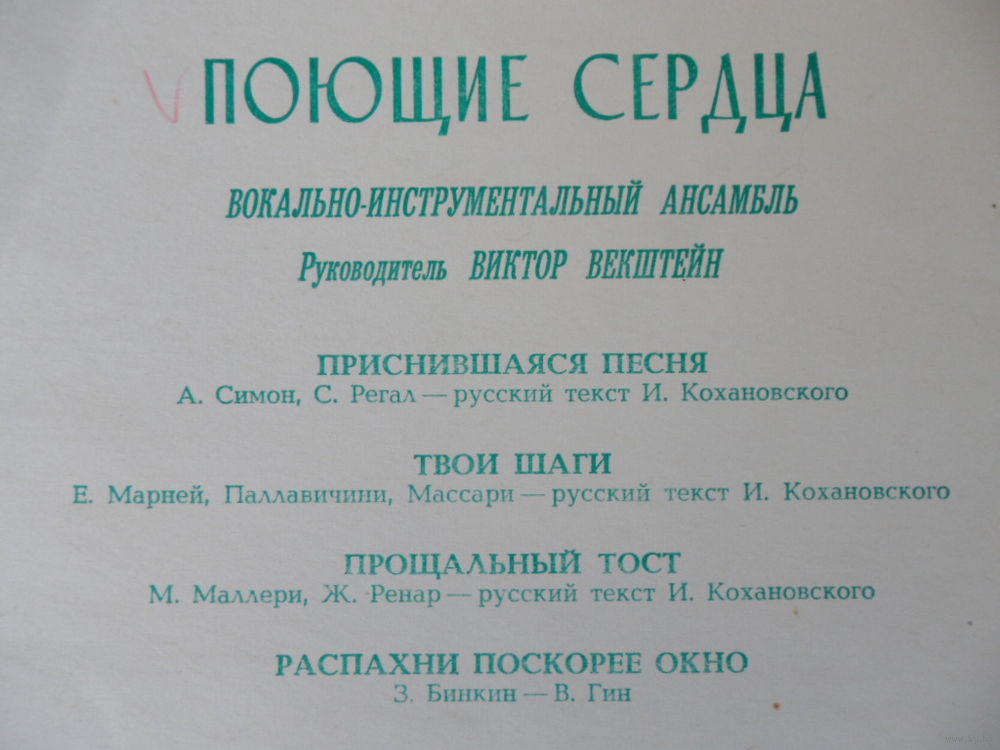 ПОЮЩИЕ СЕРДЦА
ВОКАЛЬНО-ИНСТРУМЕНТАЛЬНЫЙ АНСАМБЛЬ
Руководитель ВИКТОР ВЕКШТЕЙН
ПРИСНИВШАЯСЯ ПЕСНЯ
А. Симон, С. Регал — русский текст И. Кохановского
ТВОИ ШАГИ
Е. Марней, Паллавичини, Массари — русский текст И. Кохановского
ПРОЩАЛЬНЫЙ ТОСТ
М. Маллери, Ж. Ренар — русский текст И. Кохановского
РАСПАХНИ ПОСКОРЕЕ ОКНО
З. Бинкин — В. Гин